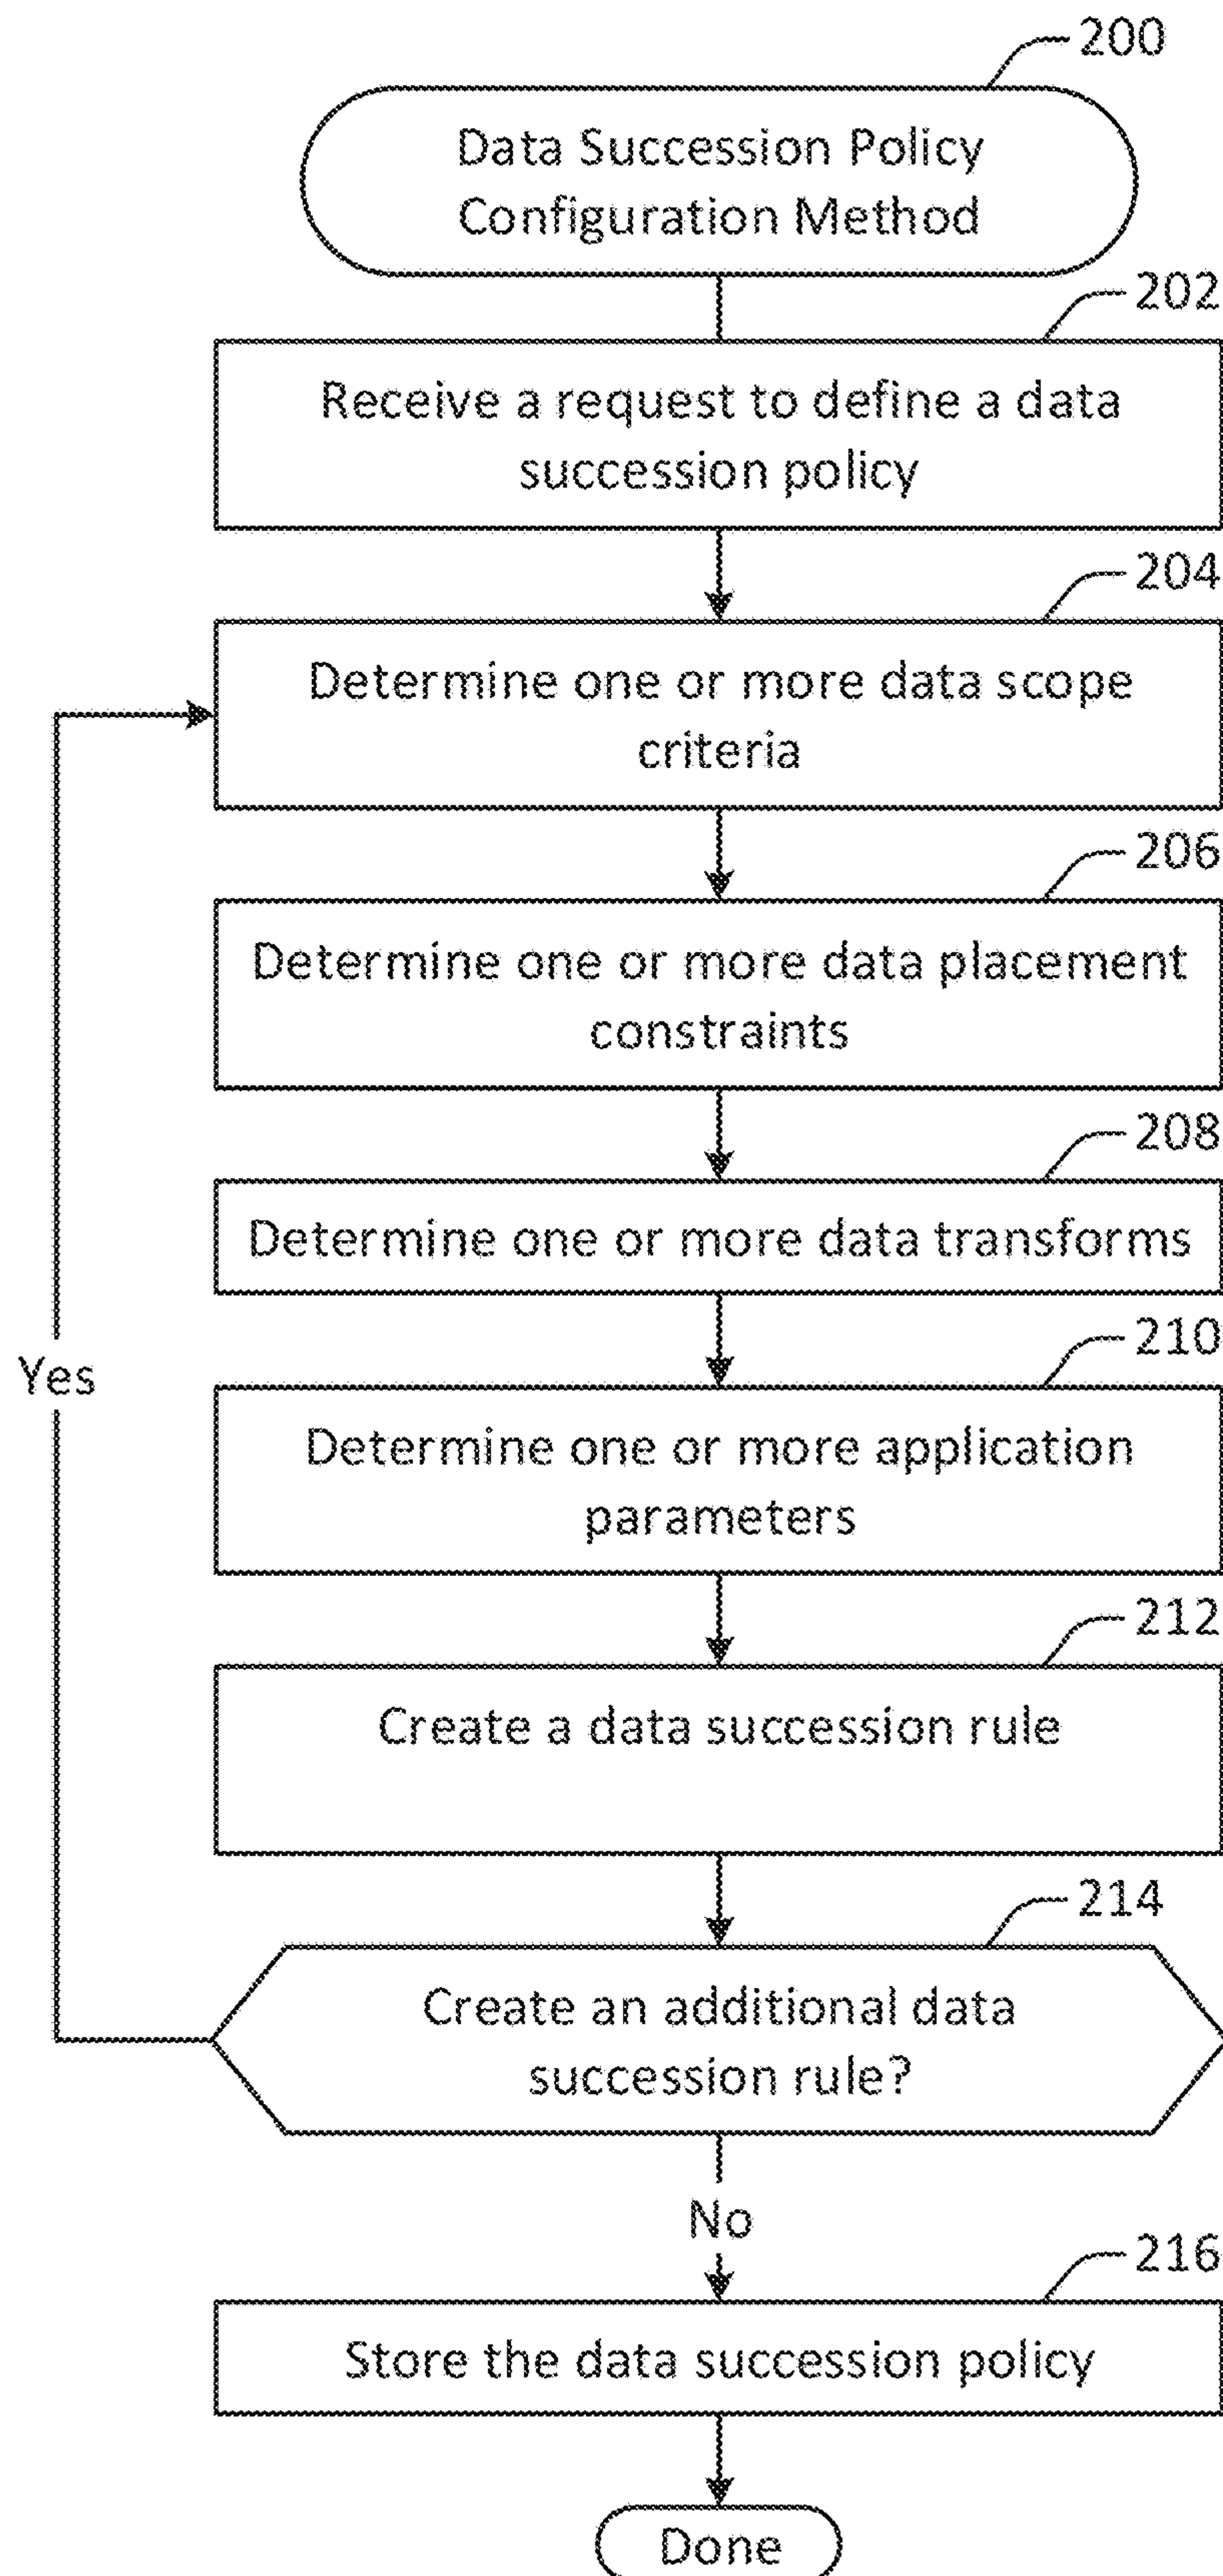 200
Data Succession Policy
Configuration Method
202
Receive a request to define a data
succession policy
204
Determine one or more data scope
criteria
206
Determine one or more data placement
constraints
208
Determine one or more data transforms
210
Determine one or more application
parameters
212
Create a data succession rule
214
Create an additional data
succession rule?
Yes
No
216
Store the data succession policy
Done